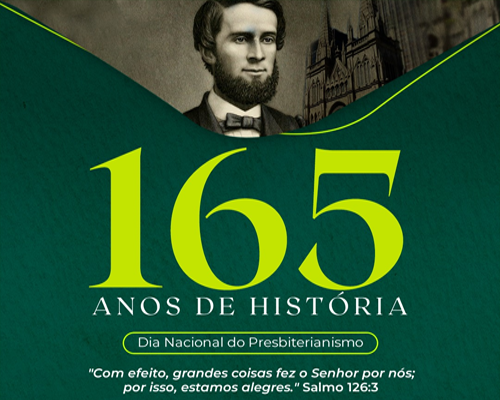 165
ANOS DE HISTÓRIA
Dia Nacional do Presbiterianismo
"Com efeito, grandes coisas fez o Senhor por nós;
por isso, estamos alegres." Salmo 126:3